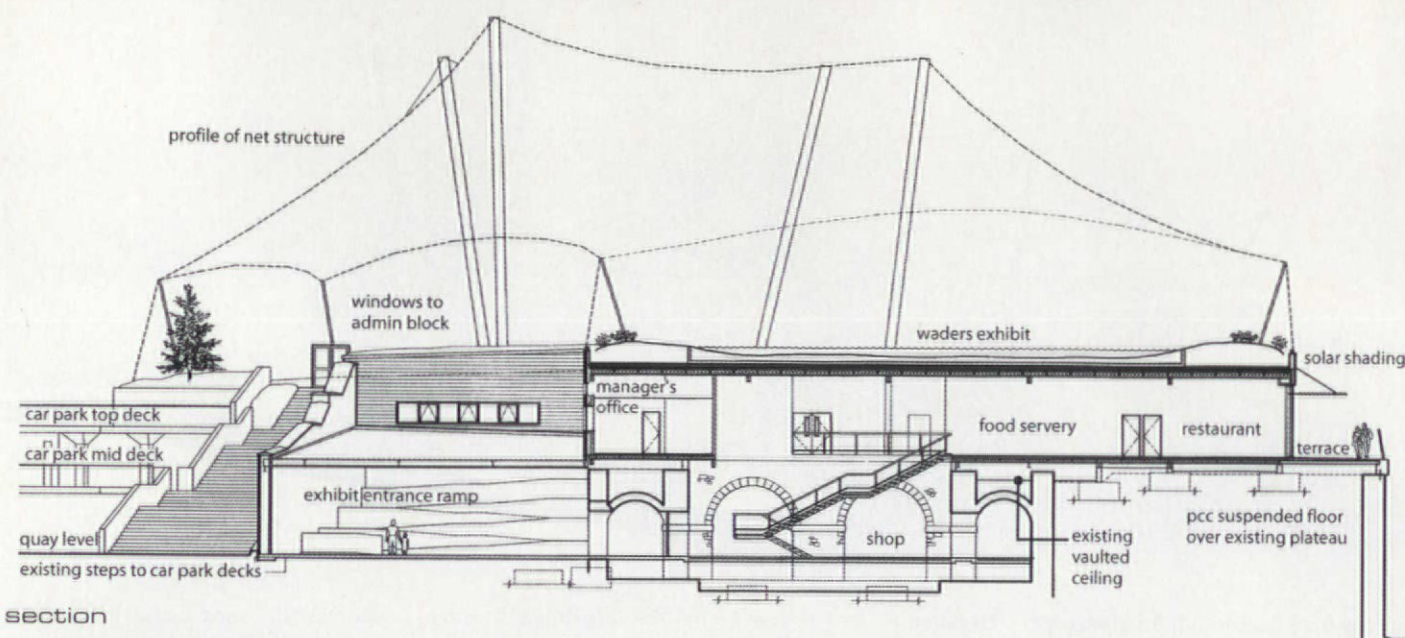 profile of net structure
windows to
admin block
waders exhibit
solar shading
manager's
office
car park top deck
food servery
restaurant
car park mid deck
terrace
exhibit entrance ramp
quay level
shop
existing
vaulted
ceiling
pcc suspended floor
over existing plateau
existing steps to car park decks
section